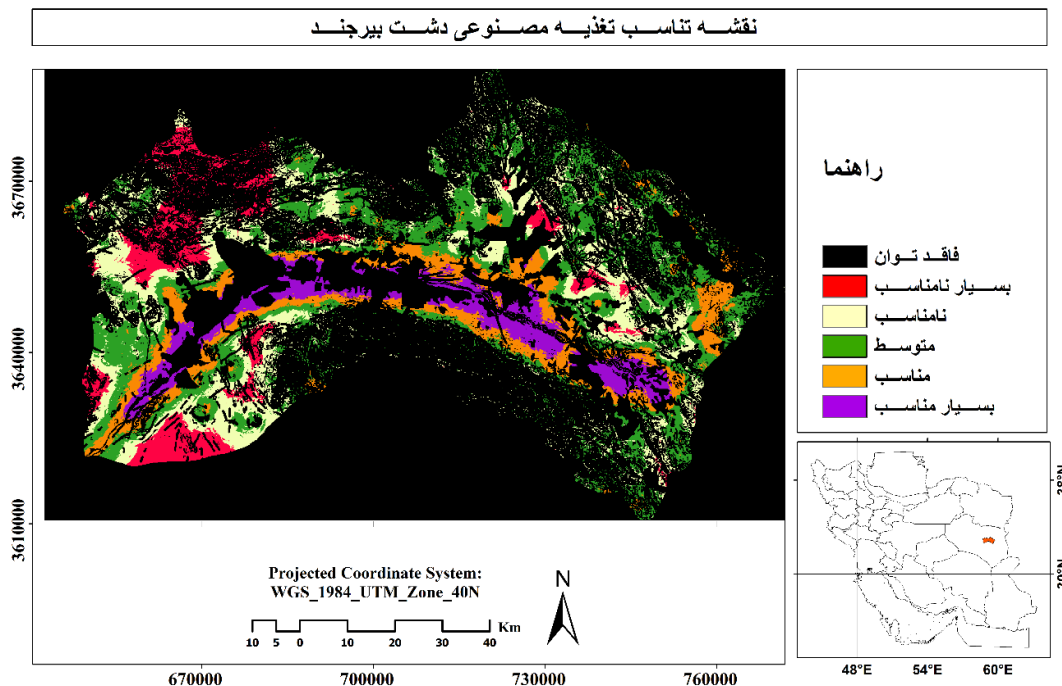 نقشه تناسب تغذیه مصنوعی دشت بیرجند
راهنما
فاقد توان
بسیار نامناسب
نامناسب
متوسط
مناسب
بسیار مناسب
3670000
3640000
3610000
670000
700000
730000
760000
Projected Coordinate System:
WGS_1984_UTM_Zone_40N
N
Km
10 5 0 10 20 30 40
48°E 54°E 60°E